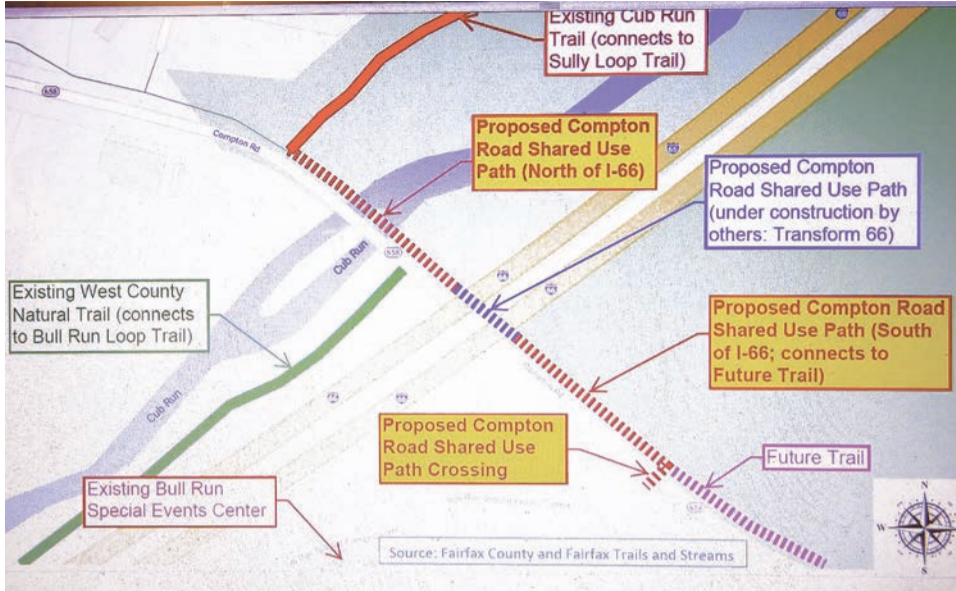 Existing Cub Run
Trail (connects to
Sully Loop Trail)
658
Compton Rd
Proposed Compton
Road Shared Use
Path (North of I-66)
Proposed Compton
Road Shared Use Path
(under construction by
others: Transform 66)
Cub Run
658
Existing West County
Natural Trail (connects
to Bull Run Loop Trail)
Proposed Compton Road
Shared Use Path (South
of I-66; connects to
Future Trail)
Cub Run
Proposed Compton
Road Shared Use
Path Crossing
Future Trail
Existing Bull Run
Special Events Center
N
W
E
S
Source: Fairfax County and Fairfax Trails and Streams